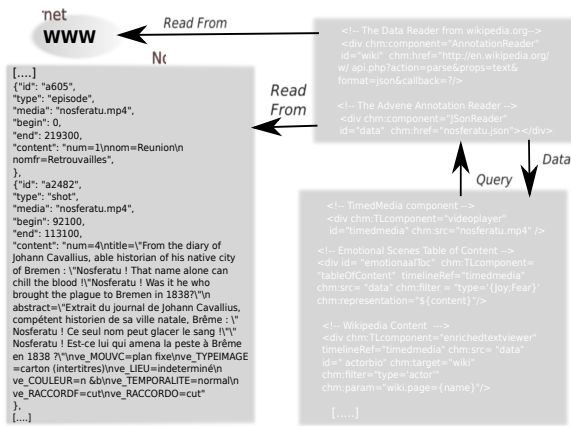 net
WWW
Read From
[....]
{"id": "a605",
"type": "episode",
"media": "nosferatu.mp4",
"begin": 0,
"end": 219300,
"content": "num=1\nnom=Reunion\n
nomfr=Retrouvailles",
},
{"id": "a2482",
"type": "shot",
"media": "nosferatu.mp4",
"begin": 92100,
"end": 113100,
"content": "num=4\ntitle=\"From the diary of
Johann Cavallius, able historian of his native city
of Bremen : \"Nosferatu ! That name alone can
chill the blood !\"Nosferatu ! Was it he who
brought the plague to Bremen in 1838?\"\n
abstract=\"Extrait du journal de Johann Cavallius,
compétent historien de sa ville natale, Brême : \"
Nosferatu ! Ce seul nom peut glacer le sang !\"\"
Nosferatu ! Est-ce lui qui amena la peste à Brême
en 1838 ?\"\nve_MOUVC=plan fixe\nve_TYPEIMAGE
=carton (intertitres)\nve_LIEU=indeterminé\n
ve_COULEUR=n &b\nve_TEMPORALITE=normal\n
ve_RACCORDF=cut\nve_RACCORDO=cut"
},
[....]
Read
From
<!-- The Data Reader from wikipedia.org-->
<div chm:component="AnnotationReader"
id="wiki" chm:href="http://en.wikipedia.org/
w/ api.php?action=parse&props=text&
format=json&callback=?/>
<!-- The Advene Annotation Reader -->
<div chm:component="JSonReader"
id="data" chm:href="nosferatu.json"></div>
Query
Data
<!-- TimedMedia component -->
<div chm:TLcomponent="videoplayer"
id="timedmedia" chm:src="nosferatu.mp4" />
<!-- Emotional Scenes Table of Content -->
<div id= "emotionaalToc" chm:TLcomponent=
"tableOfContent" timelineRef="timedmedia"
chm:src= "data" chm:filter = "type='{Joy:Fear}'
chm:representation="${content}"/>
<!-- Wikipedia Content --->
<div chm:TLcomponent="enrichedtextviewer"
timelineRef="timedmedia" chm:src= "data"
id=" actorbio" chm:target="wiki"
chm:filter="type='actor'"
chm:param="wiki.page={name}"/>
[.....]